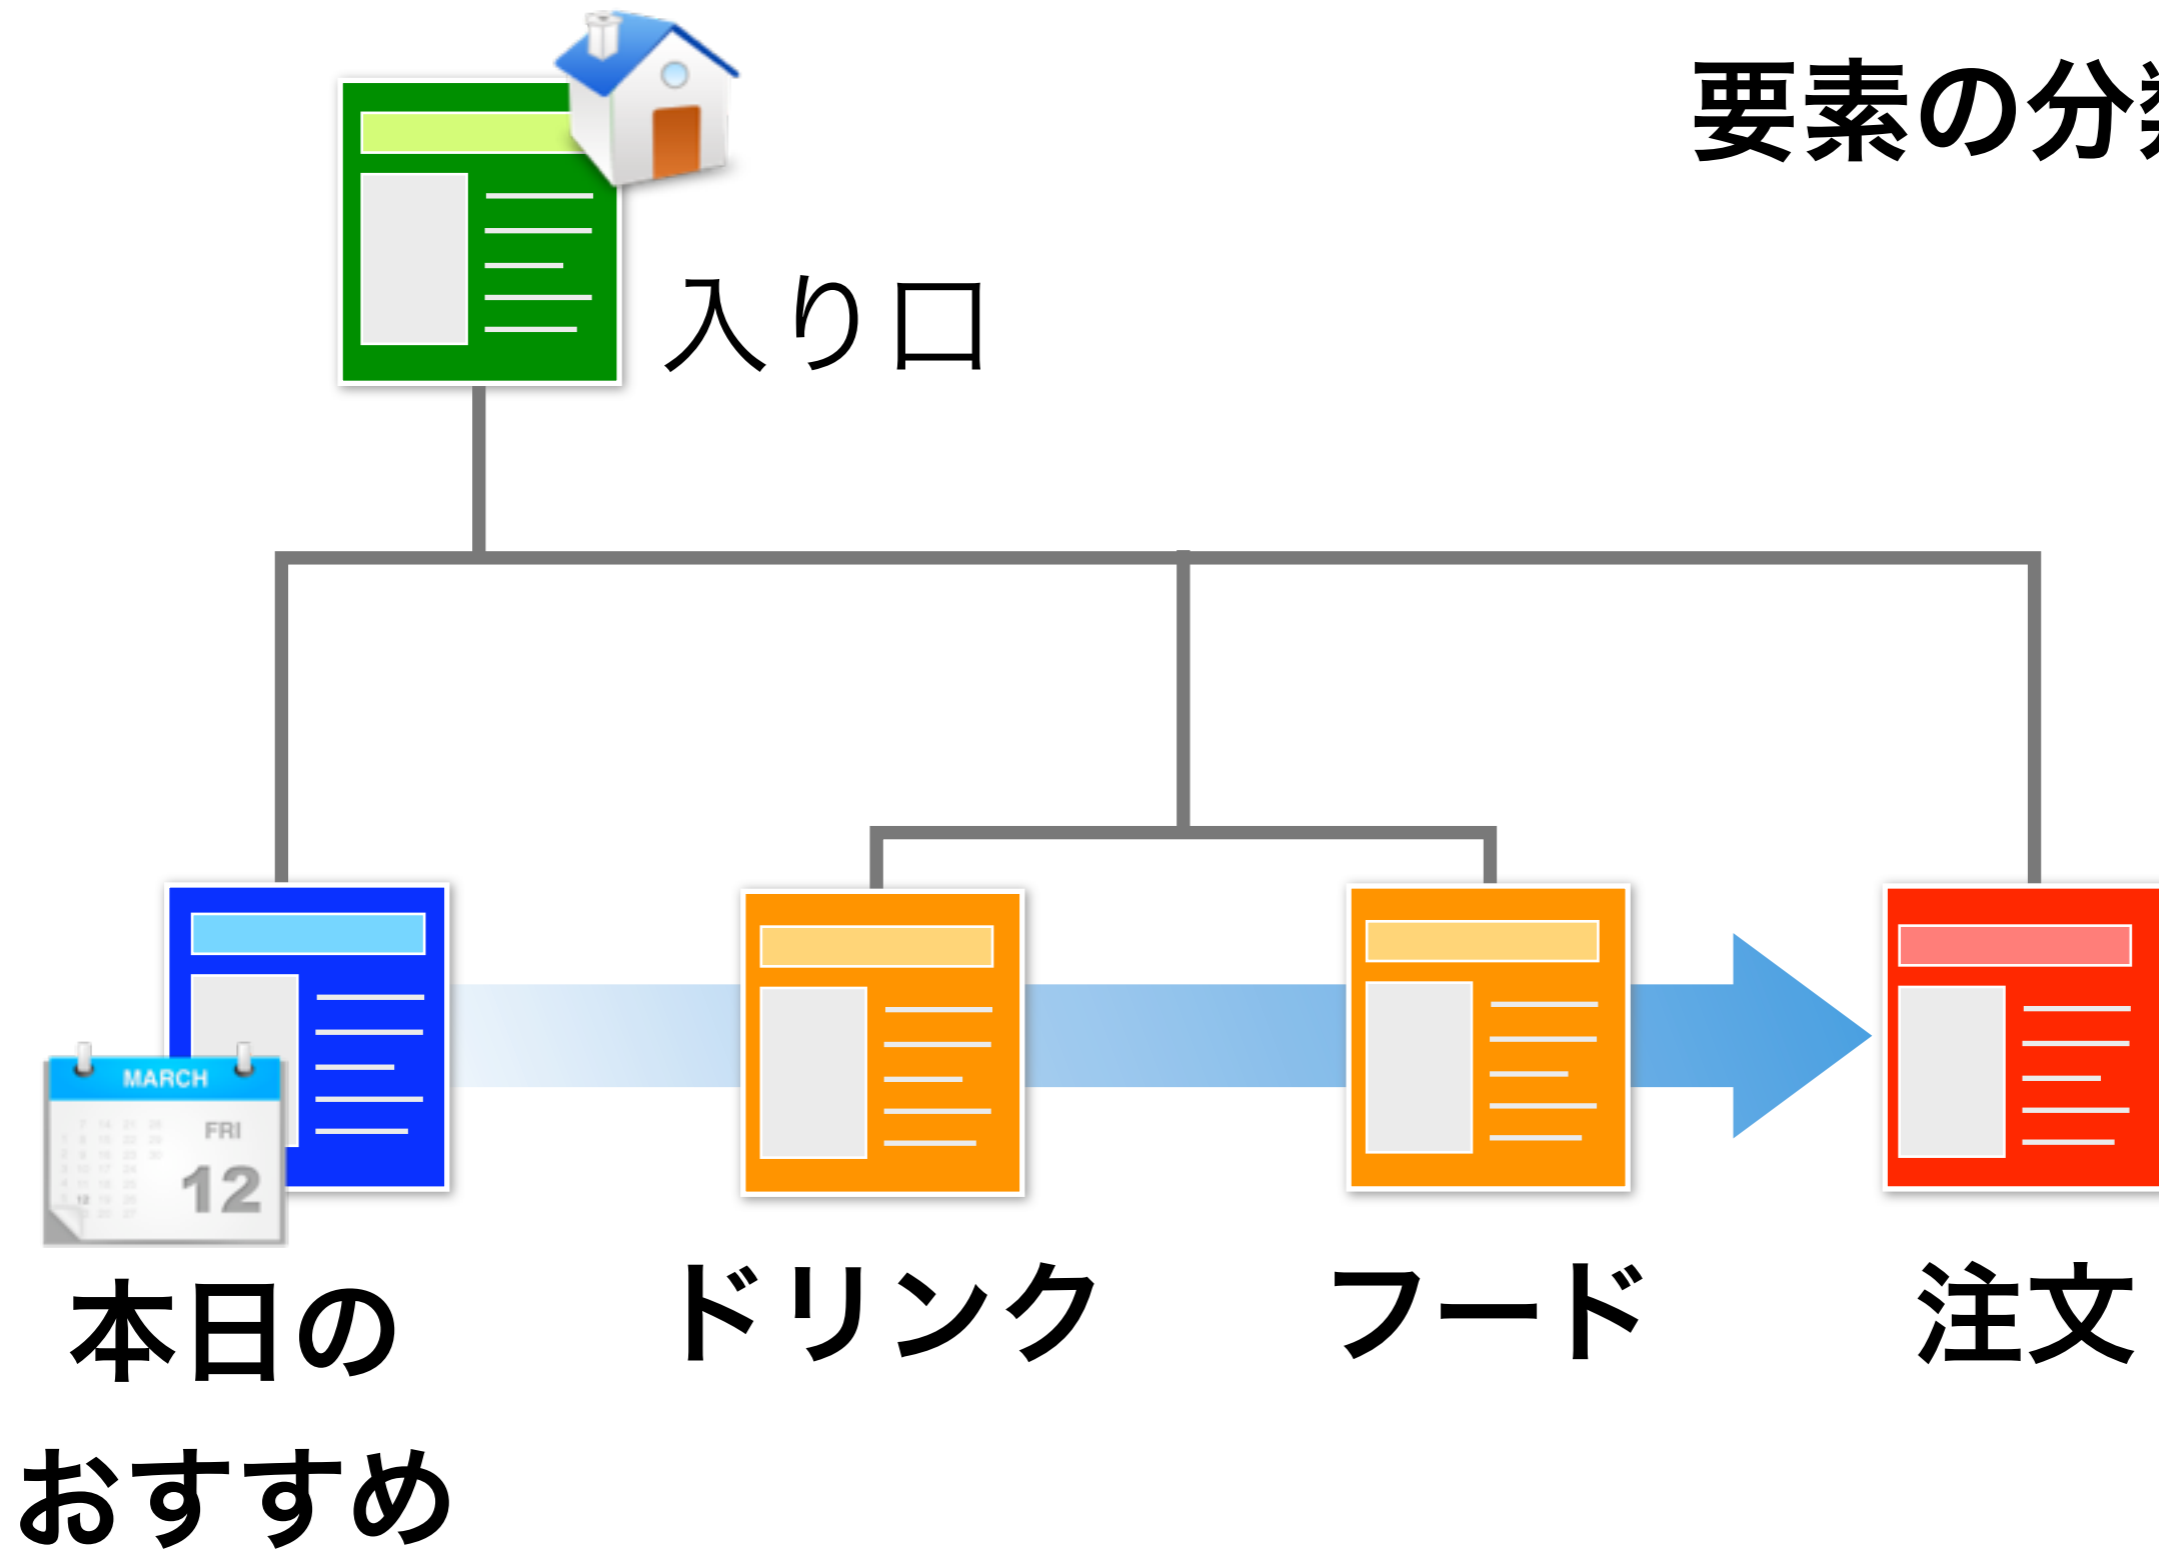 要素の分
入り口
MARCH
FRI
12
本日の
おすすめ
ドリンク
フード
注文